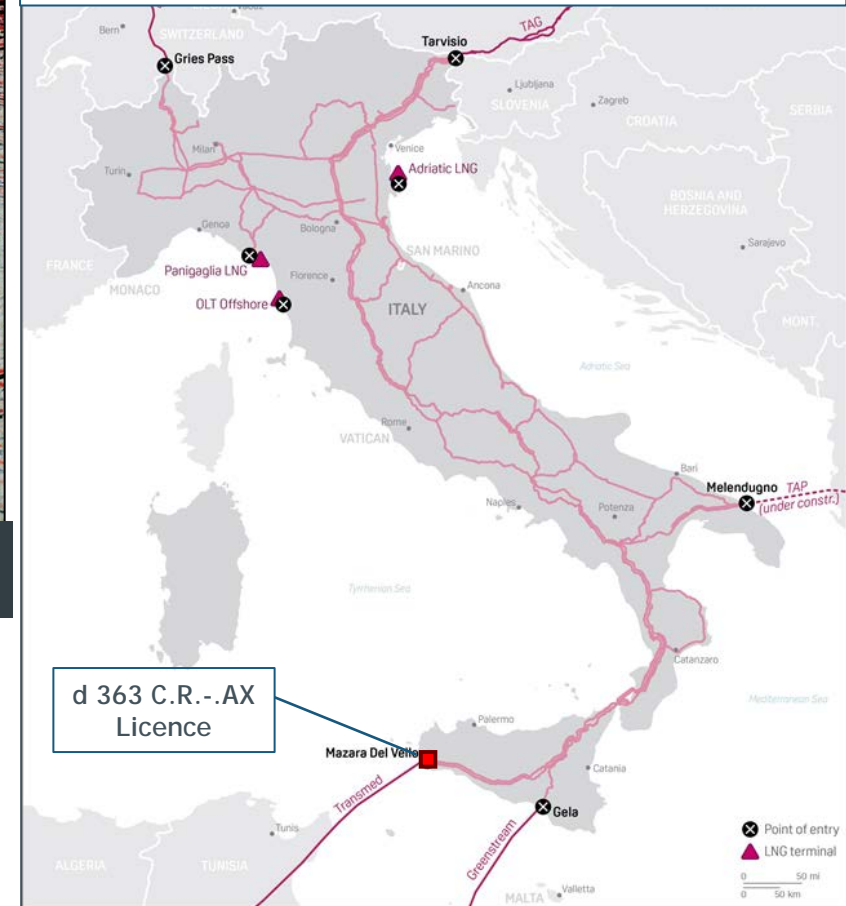 TAG
Bern
SWITZERLAND
Gries Pass
Tarvisio
Ljubljana
SLOVENIA
Zagreb
CROATIA
SERBIA
Milan
Venice
Turin
Adriatic LNG
BOSNIA AND
HERZEGOVINA
Genoa
Bologna
Sarajevo
SAN MARINO
FRANCE
Panigaglia LNG
Florence
MONACO
Ancona
OLT Offshore
ITALY
MONT.
Adriatic Sea
Rome
VATICAN
Bari
Melendugno
TAP
(under constr.)
Naples
Potenza
Tyrrhenian Sea
Catanzaro
d 363 C.R.-.AX
Licence
Mediterranean Sea
Palermo
Mazara Del Vello
Catania
Transmed
Gela
Tunis
Greenstream
Point of entry
LNG terminal
ALGERIA
TUNISIA
0 50 mi
0 50 km
MALTA
Valletta